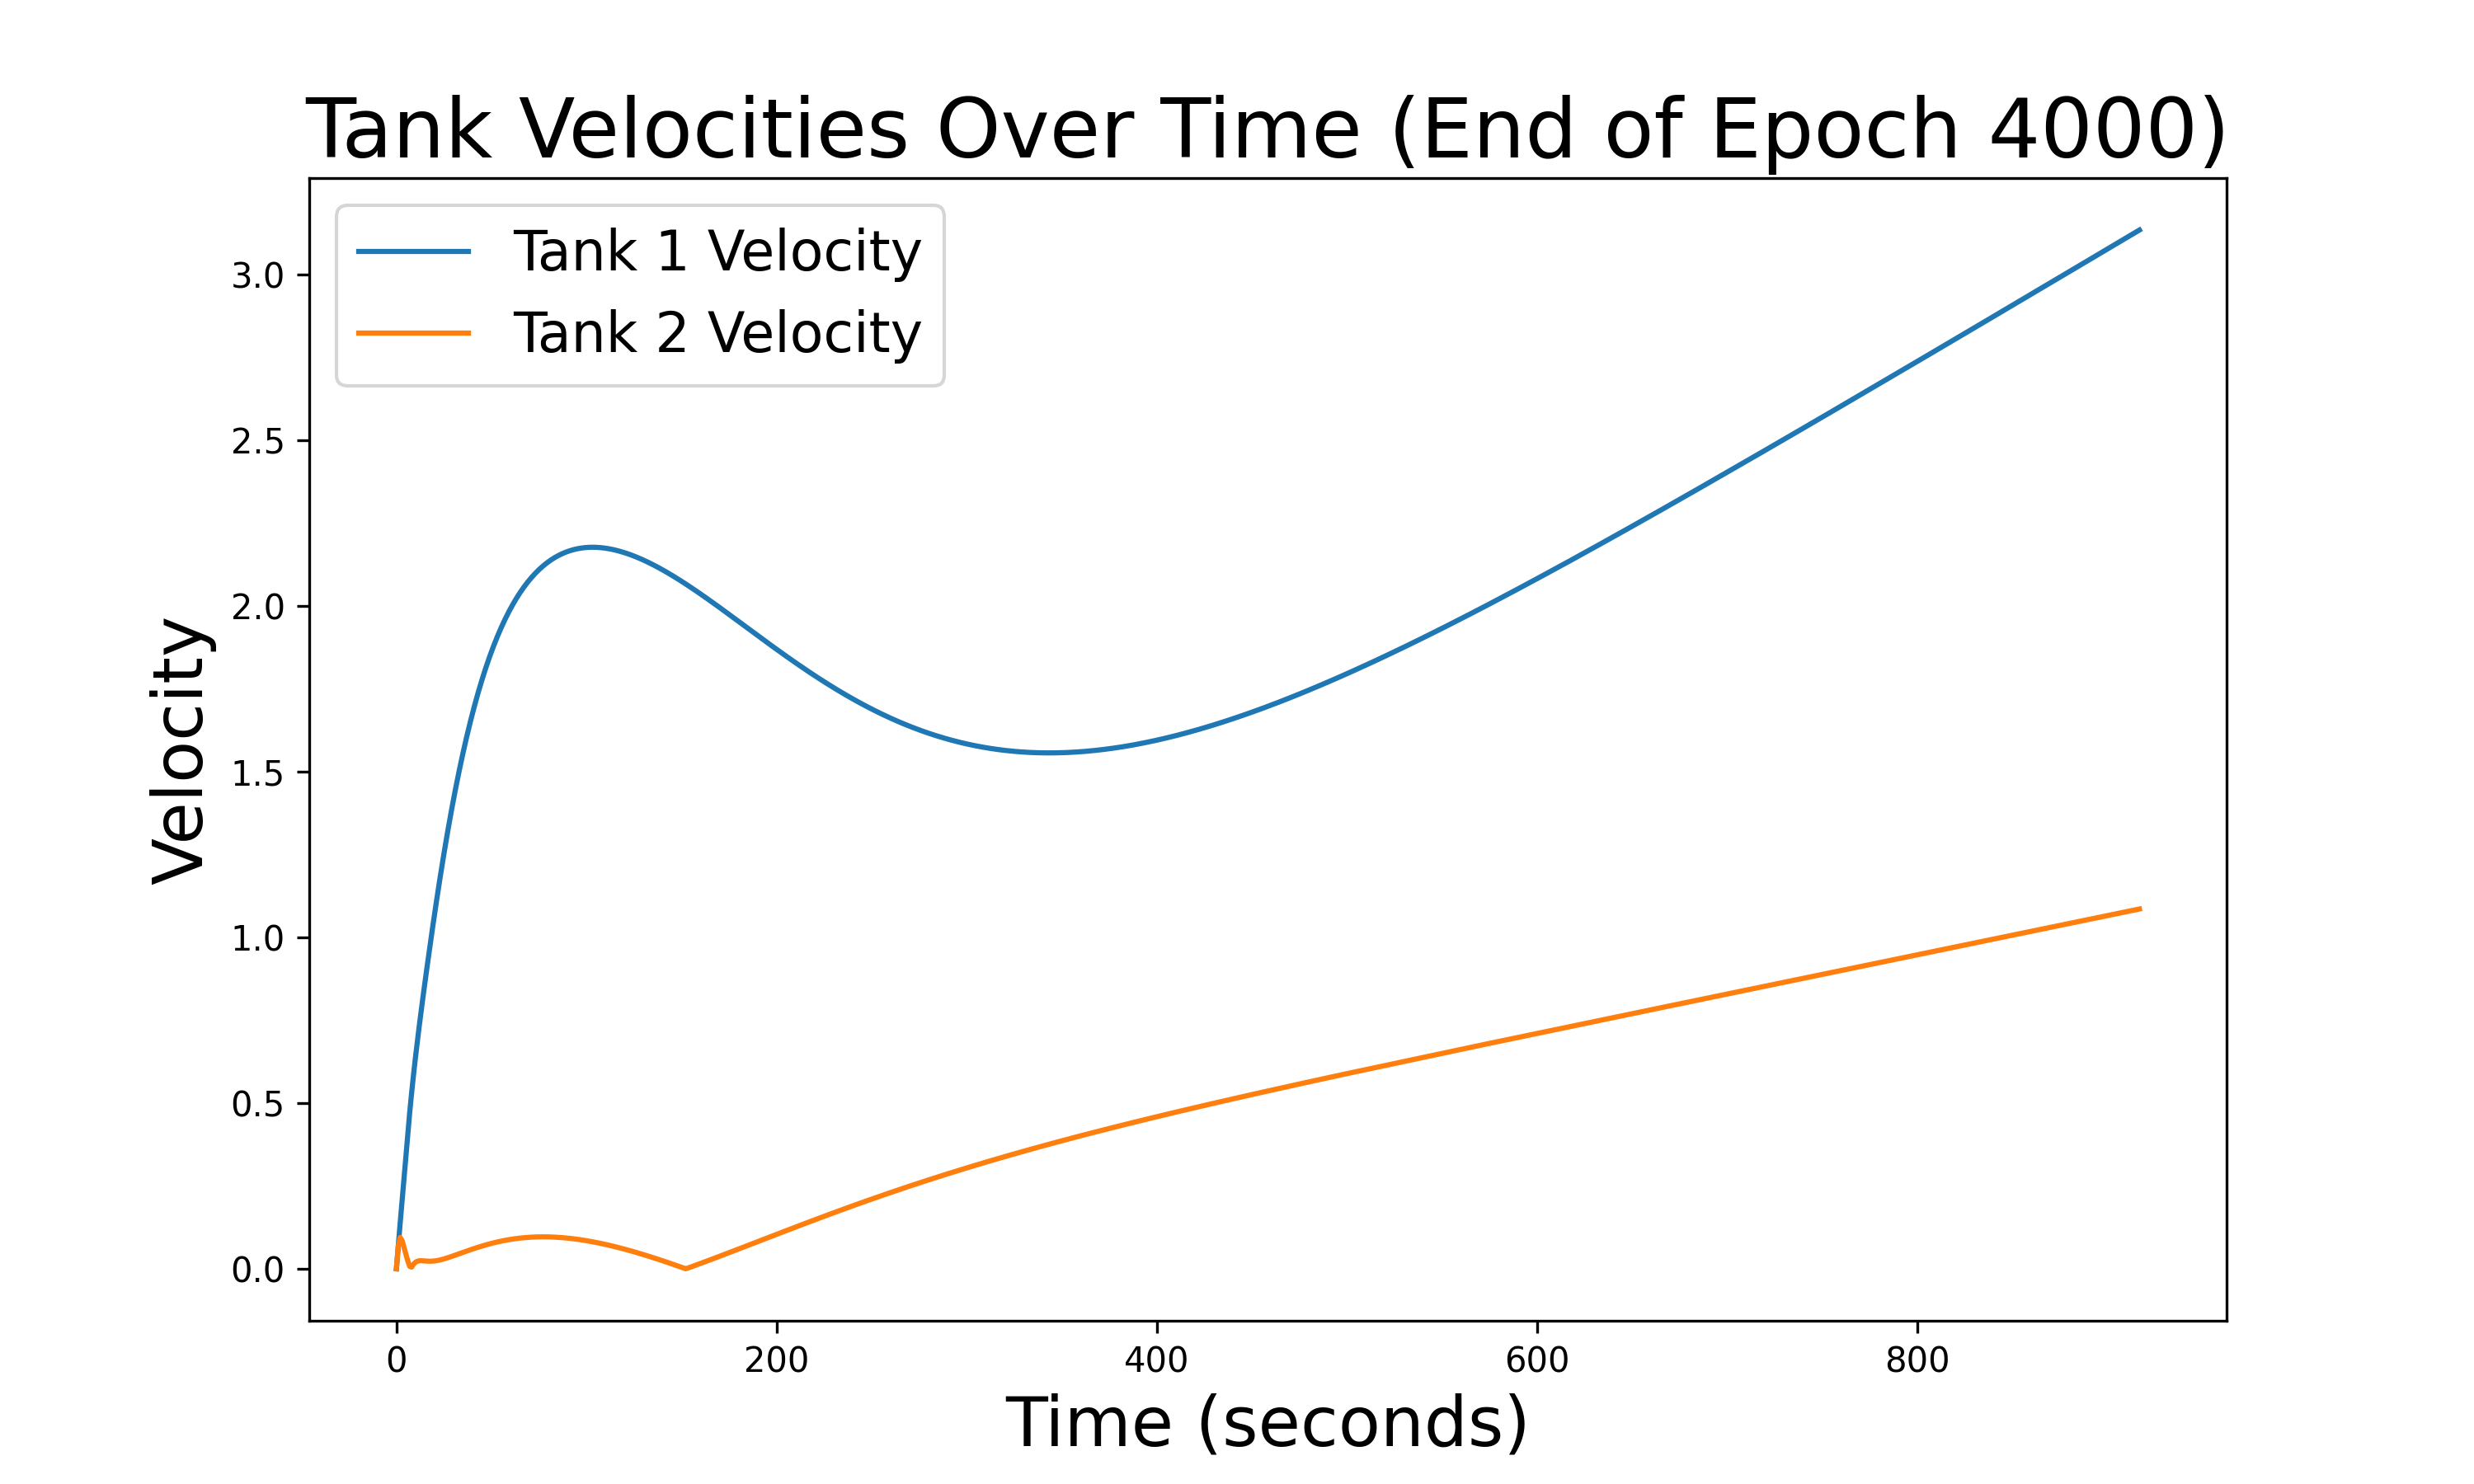 Tank Velocities Over Time (End of Epoch 4000)
Tank 1 Velocity
Tank 2 Velocity
Velocity
3.0
2.5
2.0
1.5
1.0
0.5
0.0
0 200 400 600 800
Time (seconds)